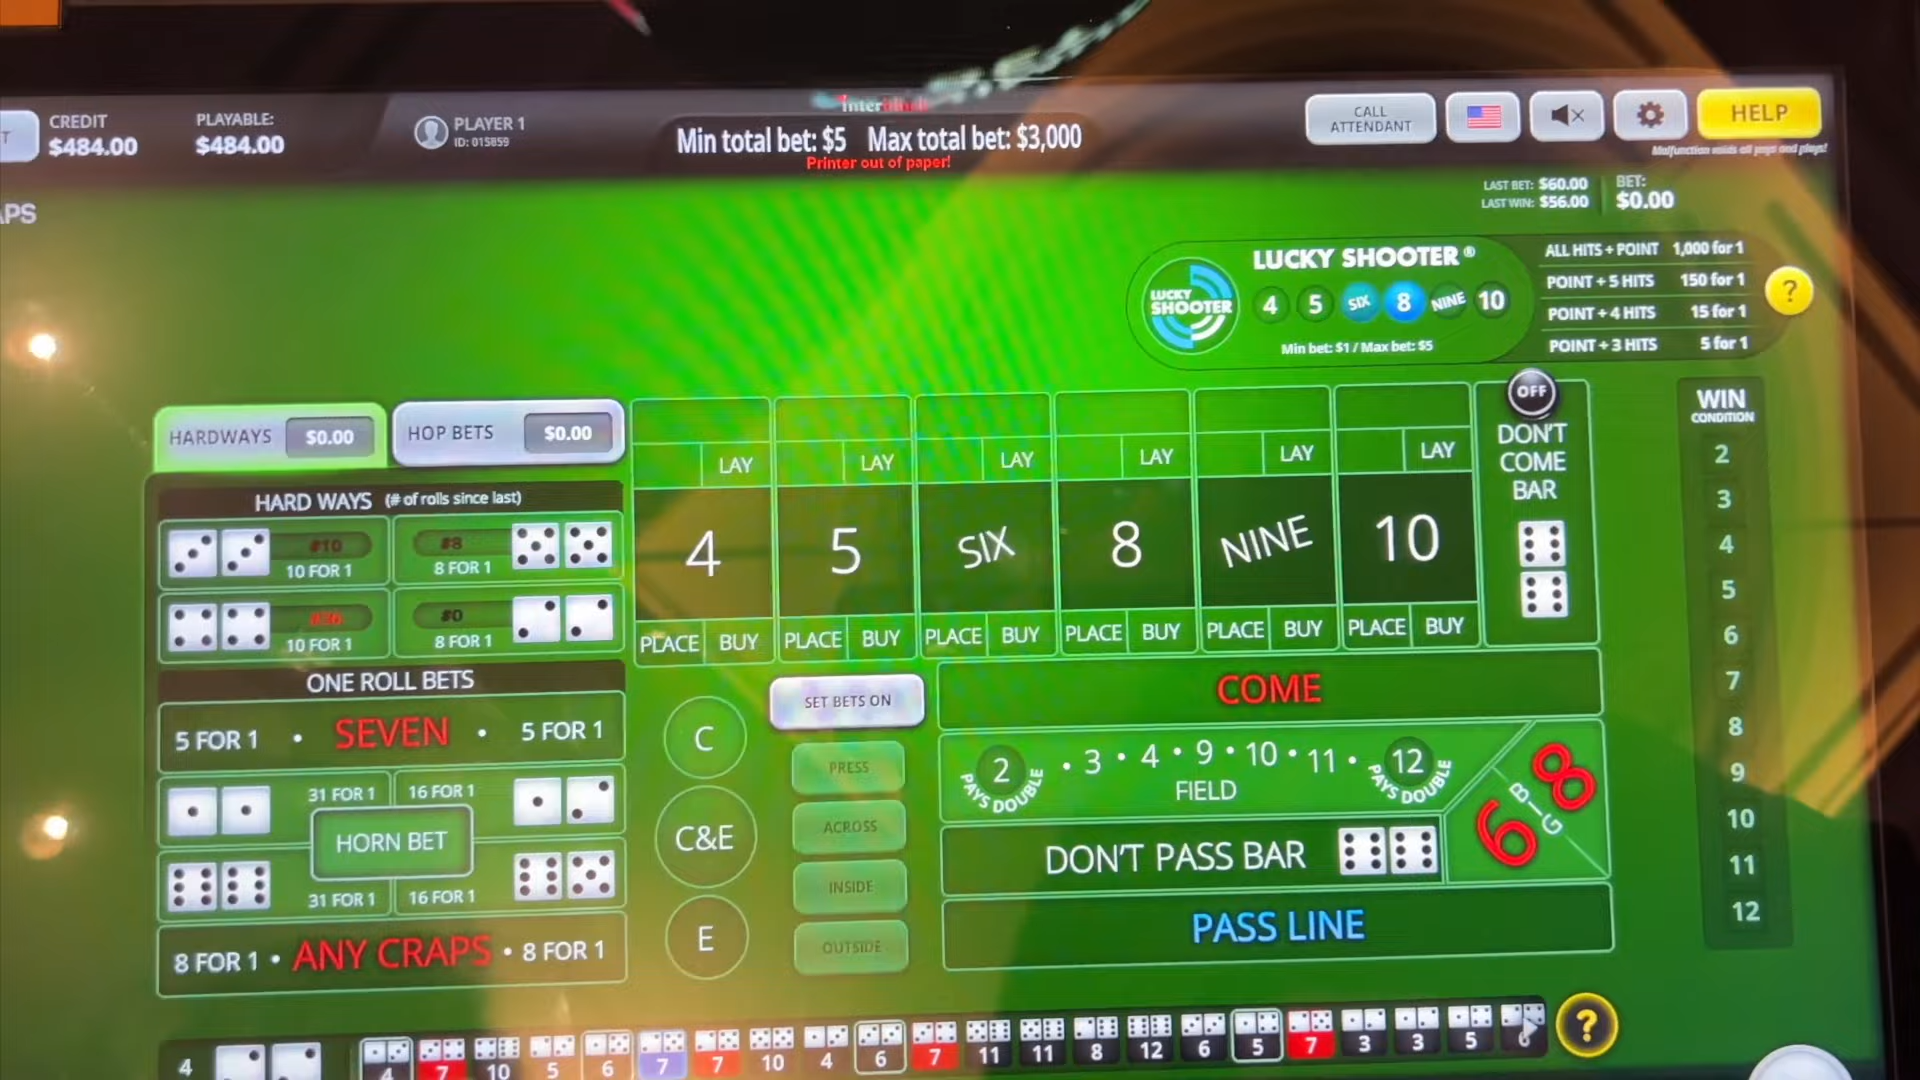 Interblock
CREDIT
$484.00
PLAYABLE:
$484.00
PLAYER 1
ID: 015859
Min total bet: $5 Max total bet: $3,000
Printer out of paper!
CALL
ATTENDANT
HELP
Malfunction voids all pays and plays!
APS
LAST BET: $60.00
LAST WIN: $56.00
BET:
$0.00
LUCKY
SHOOTER
LUCKY SHOOTER®
4 5 SIX 8 NINE 10
Min bet: $1 / Max bet: $5
ALL HITS + POINT 1,000 for 1
POINT + 5 HITS 150 for 1
POINT + 4 HITS 15 for 1
POINT + 3 HITS 5 for 1
?
HARDWAYS $0.00
HOP BETS $0.00
HARD WAYS (# of rolls since last)
#10
10 FOR 1
#8
8 FOR 1
10 FOR 1
#0
8 FOR 1
ONE ROLL BETS
5 FOR 1 • SEVEN • 5 FOR 1
31 FOR 1
16 FOR 1
HORN BET
31 FOR 1
16 FOR 1
8 FOR 1 • ANY CRAPS • 8 FOR 1
LAY LAY LAY LAY LAY LAY
4 5 SIX 8 NINE 10
PLACE BUY PLACE BUY PLACE BUY PLACE BUY PLACE BUY PLACE BUY
OFF
DON'T
COME
BAR
C
C&E
E
SET BETS ON
PRESS
ACROSS
INSIDE
OUTSIDE
COME
2 • 3 • 4 • 9 • 10 • 11 • 12
PAYS DOUBLE
FIELD
PAYS DOUBLE
DON'T PASS BAR
BIG
6 8
PASS LINE
WIN
CONDITION
2
3
4
5
6
7
8
9
10
11
12
4
4 7 10 5 6 7 7 10 4 6 7 11 11 8 12 6 5 7 3 3 5 6
?